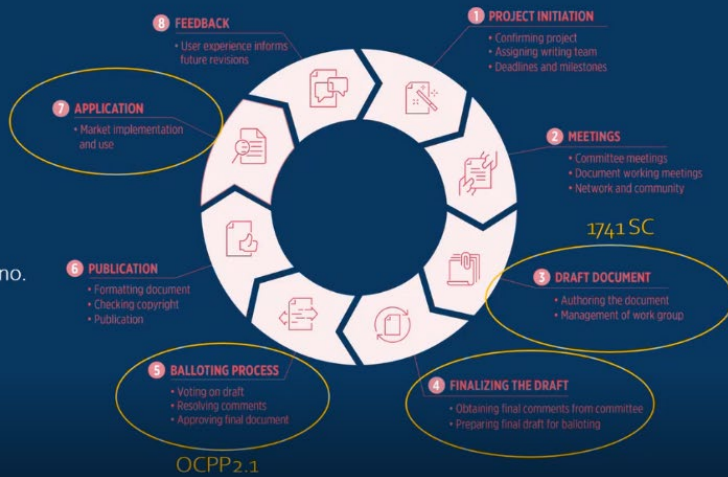 8 FEEDBACK
• User experience informs
future revisions
1 PROJECT INITIATION
• Confirming project
• Assigning writing team
• Deadlines and milestones
7 APPLICATION
• Market implementation
and use
2 MEETINGS
• Committee meetings
• Document working meetings
• Network and community
1741 SC
no.
6 PUBLICATION
• Formatting document
• Checking copyright
• Publication
3 DRAFT DOCUMENT
• Authoring the document
• Management of work group
5 BALLOTING PROCESS
• Voting on draft
• Resolving comments
• Approving final document
4 FINALIZING THE DRAFT
• Obtaining final comments from committee
• Preparing final draft for balloting
OCPP2.1